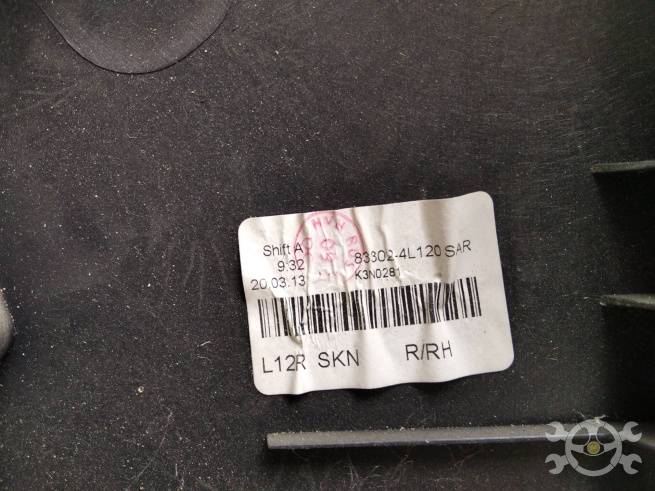 Shift A
9:32
20.03.13
83302-4L120 SAR
K3N0281
L12R SKN R/RH